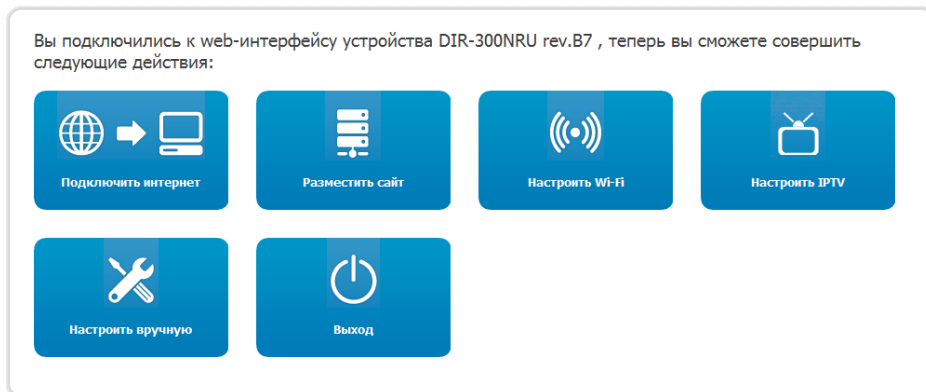 Вы подключились к web-интерфейсу устройства DIR-300NRU rev.B7 , теперь вы сможете совершить
следующие действия:
Подключить интернет
Разместить сайт
Настроить Wi-Fi
Настроить IPTV
Настроить вручную
Выход